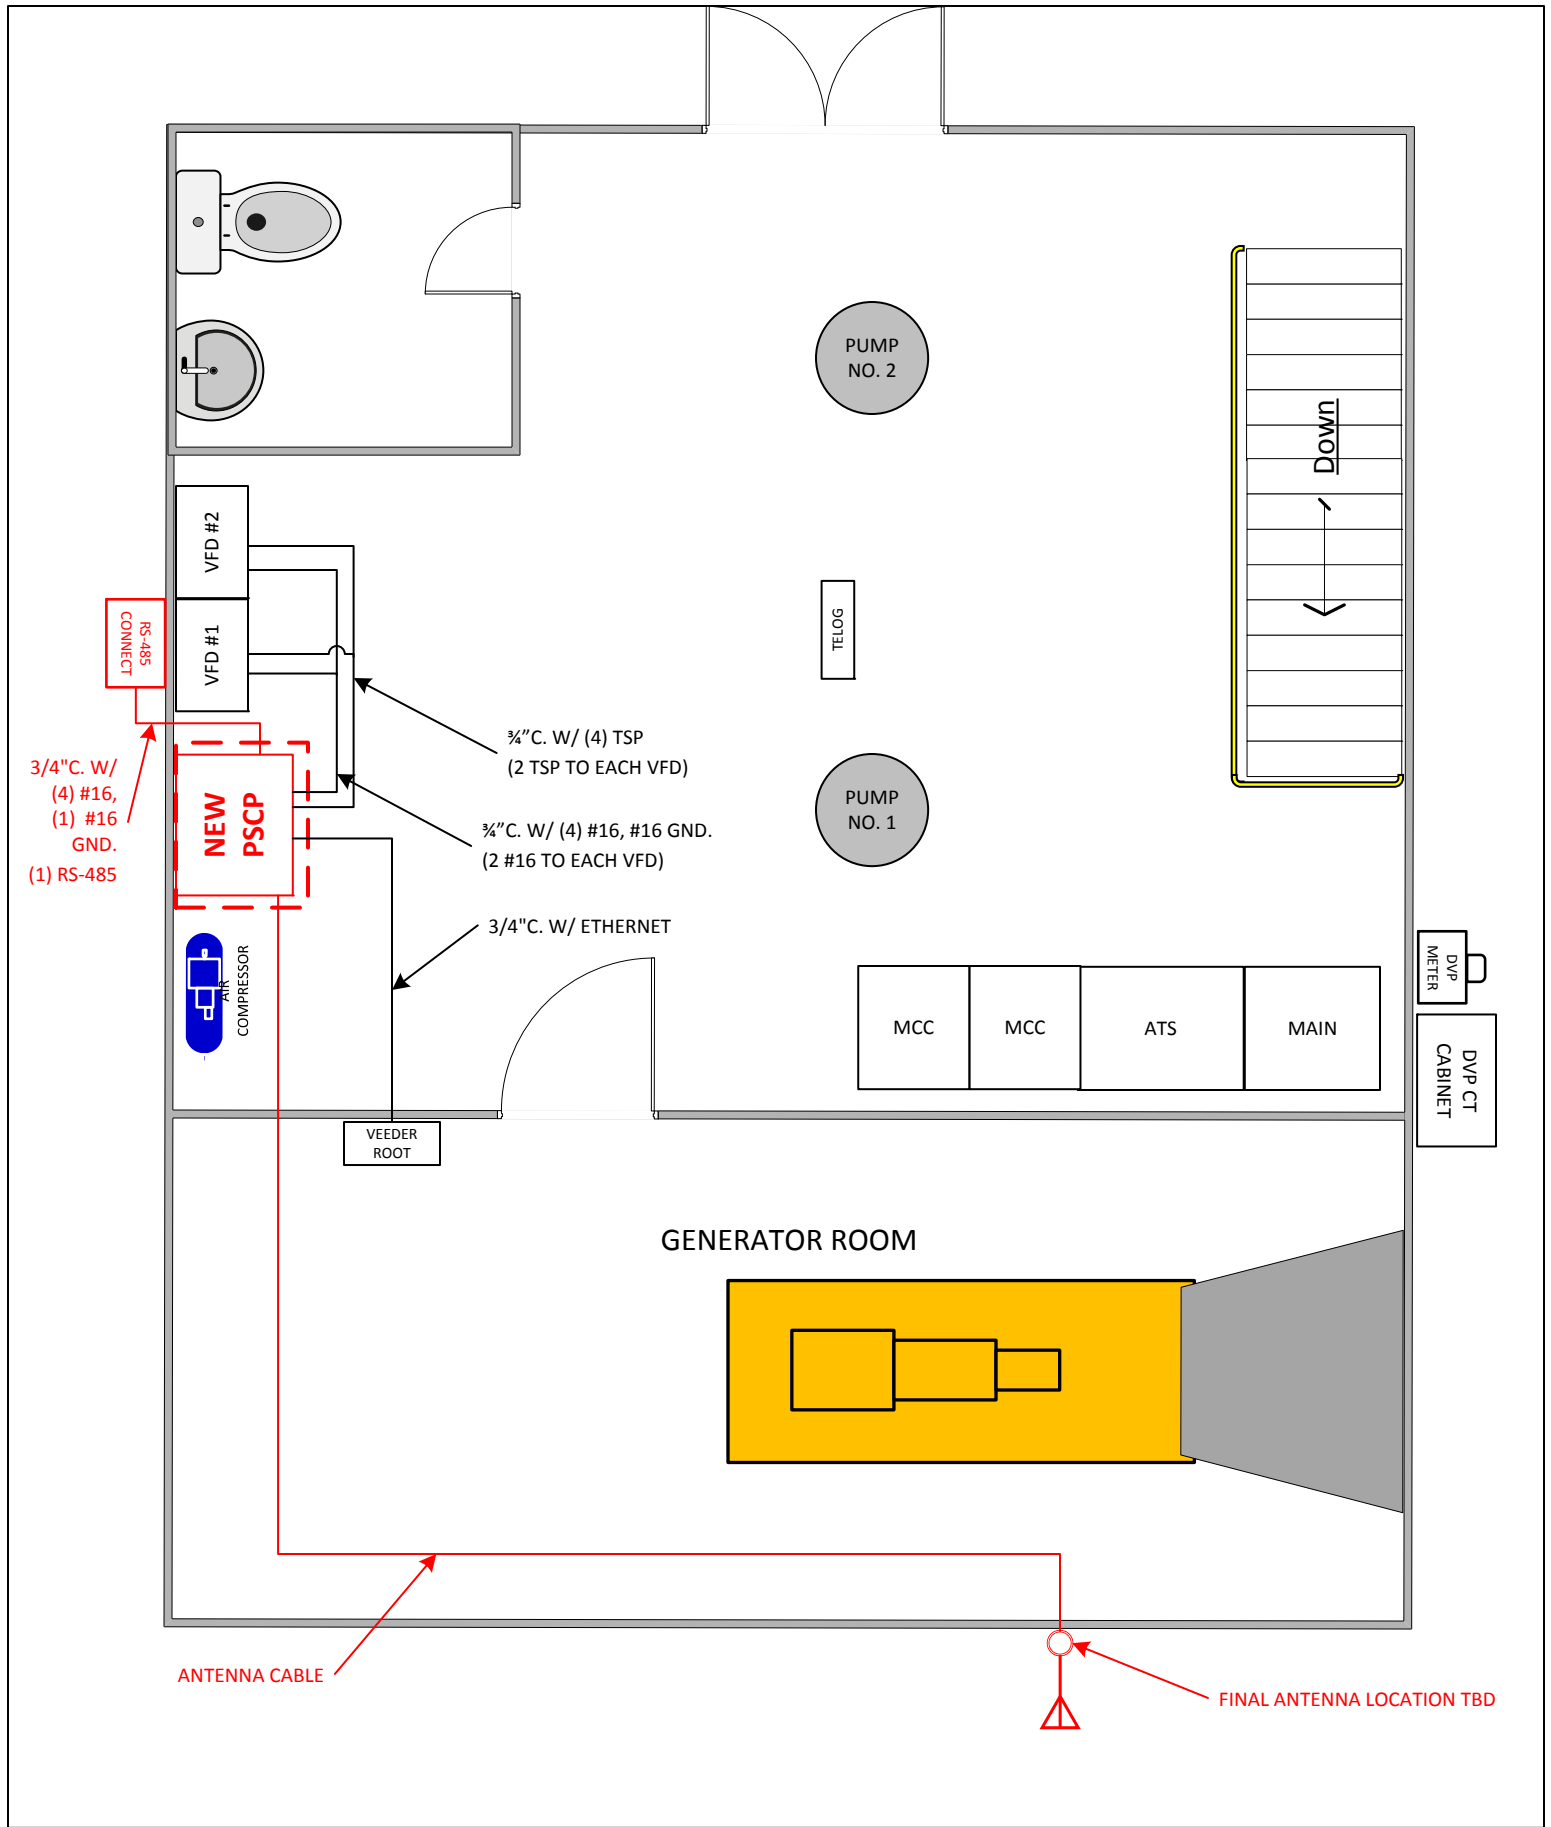 PUMP
NO. 2
Down
VFD #2
VFD #1
RS-485
CONNECT
TELOG
¾”C. W/ (4) TSP
(2 TSP TO EACH VFD)
3/4"C. W/
(4) #16,
(1) #16
GND.
(1) RS-485
NEW
PSCP
PUMP
NO. 1
¾”C. W/ (4) #16, #16 GND.
(2 #16 TO EACH VFD)
3/4"C. W/ ETHERNET
AIR
COMPRESSOR
DVP
METER
MCC
MCC
ATS
MAIN
DVP CT
CABINET
VEEDER
ROOT
GENERATOR ROOM
ANTENNA CABLE
FINAL ANTENNA LOCATION TBD